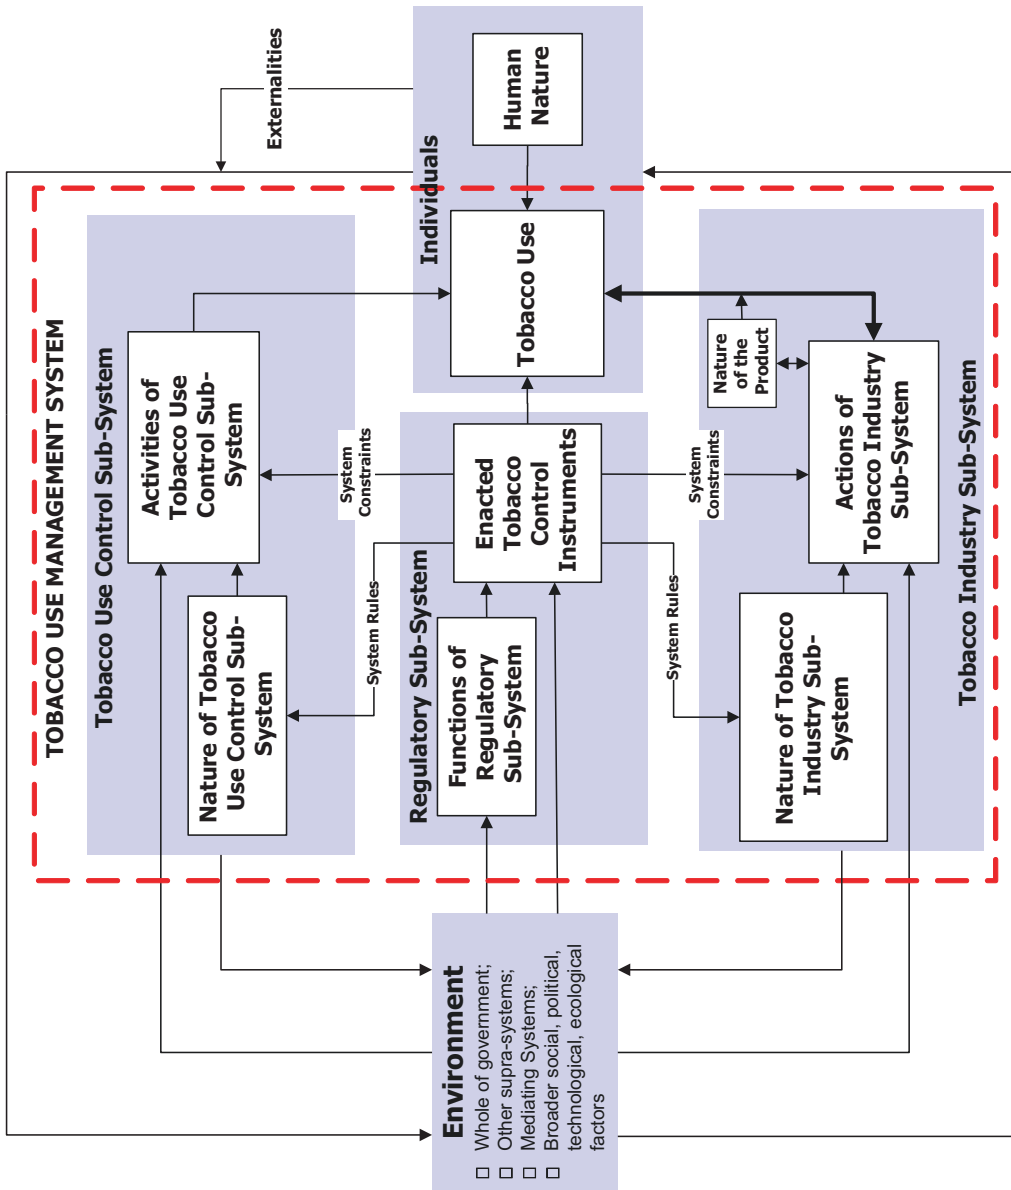 TOBACCO USE MANAGEMENT SYSTEM
Tobacco Use Control Sub-System
Nature of Tobacco
Use Control Sub-
System
Activities of
Tobacco Use
Control Sub-
System
Externalities
System Rules
System
Constraints
Environment
Whole of government;
Other supra-systems;
Mediating Systems;
Broader social, political,
technological, ecological
factors
Regulatory Sub-System
Functions of
Regulatory
Sub-System
Enacted
Tobacco
Control
Instruments
Individuals
Tobacco Use
Human
Nature
System Rules
System
Constraints
Nature
of the
Product
Nature of Tobacco
Industry Sub-
System
Actions of
Tobacco Industry
Sub-System
Tobacco Industry Sub-System